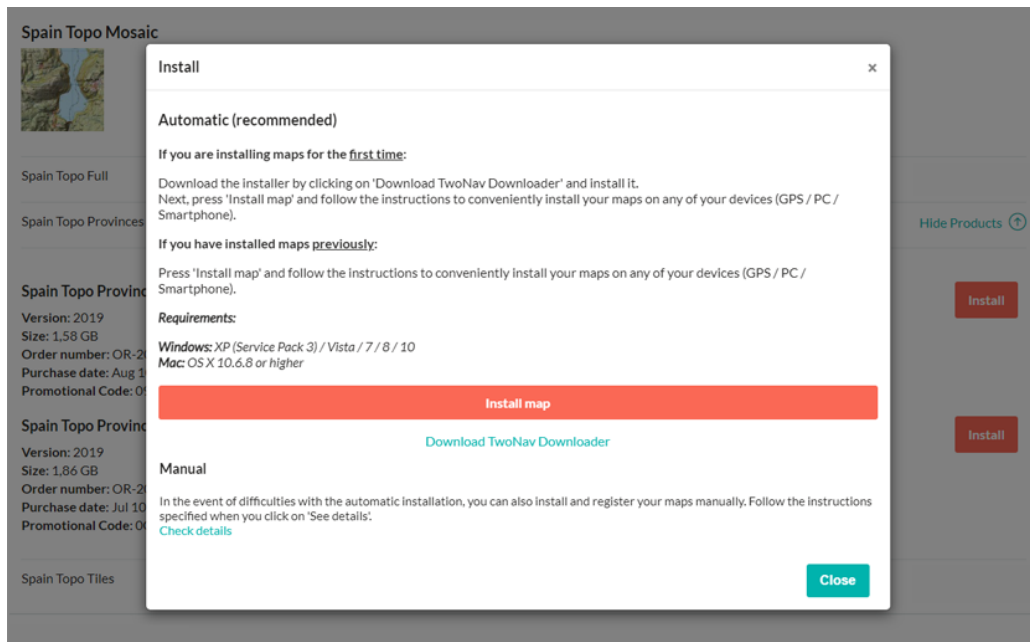 Spain Topo Mosaic
Install
×
Automatic (recommended)
If you are installing maps for the first time:
Download the installer by clicking on 'Download TwoNav Downloader' and install it.
Next, press 'Install map' and follow the instructions to conveniently install your maps on any of your devices (GPS / PC /
Smartphone).
If you have installed maps previously:
Press 'Install map' and follow the instructions to conveniently install your maps on any of your devices (GPS / PC /
Smartphone).
Requirements:
Windows: XP (Service Pack 3) / Vista / 7 / 8 / 10
Mac: OS X 10.6.8 or higher
Install map
Download TwoNav Downloader
Manual
In the event of difficulties with the automatic installation, you can also install and register your maps manually. Follow the instructions
specified when you click on 'See details'.
Check details
Close
Spain Topo Full
Spain Topo Provinces
Hide Products
Spain Topo Provinc
Install
Version: 2019
Size: 1,58 GB
Order number: OR-20
Purchase date: Aug 1
Promotional Code:
Spain Topo Provinc
Install
Version: 2019
Size: 1,86 GB
Order number: OR-20
Purchase date: Jul 10
Promotional Code:
Spain Topo Tiles